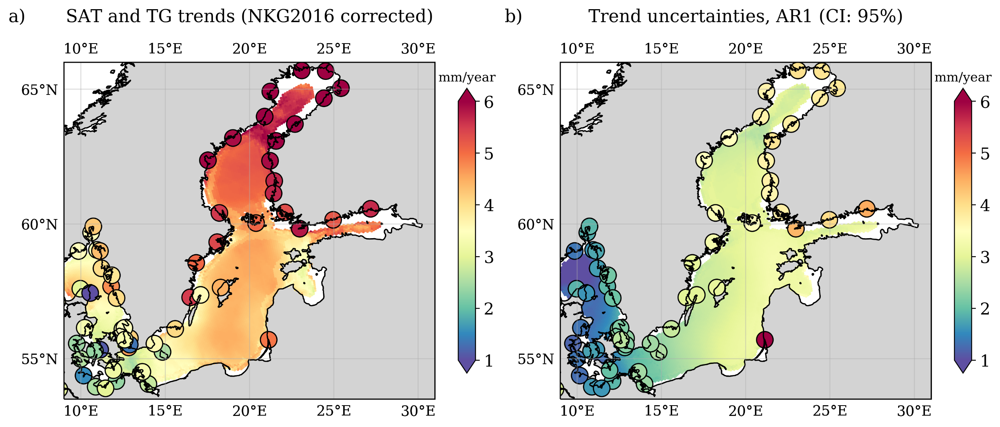 a) SAT and TG trends (NKG2016 corrected)
10°E 15°E 20°E 25°E 30°E
65°N
60°N
55°N
10°E 15°E 20°E 25°E 30°E
mm/year
6
5
4
3
2
1
b) Trend uncertainties, AR1 (CI: 95%)
10°E 15°E 20°E 25°E 30°E
65°N
60°N
55°N
10°E 15°E 20°E 25°E 30°E
mm/year
6
5
4
3
2
1